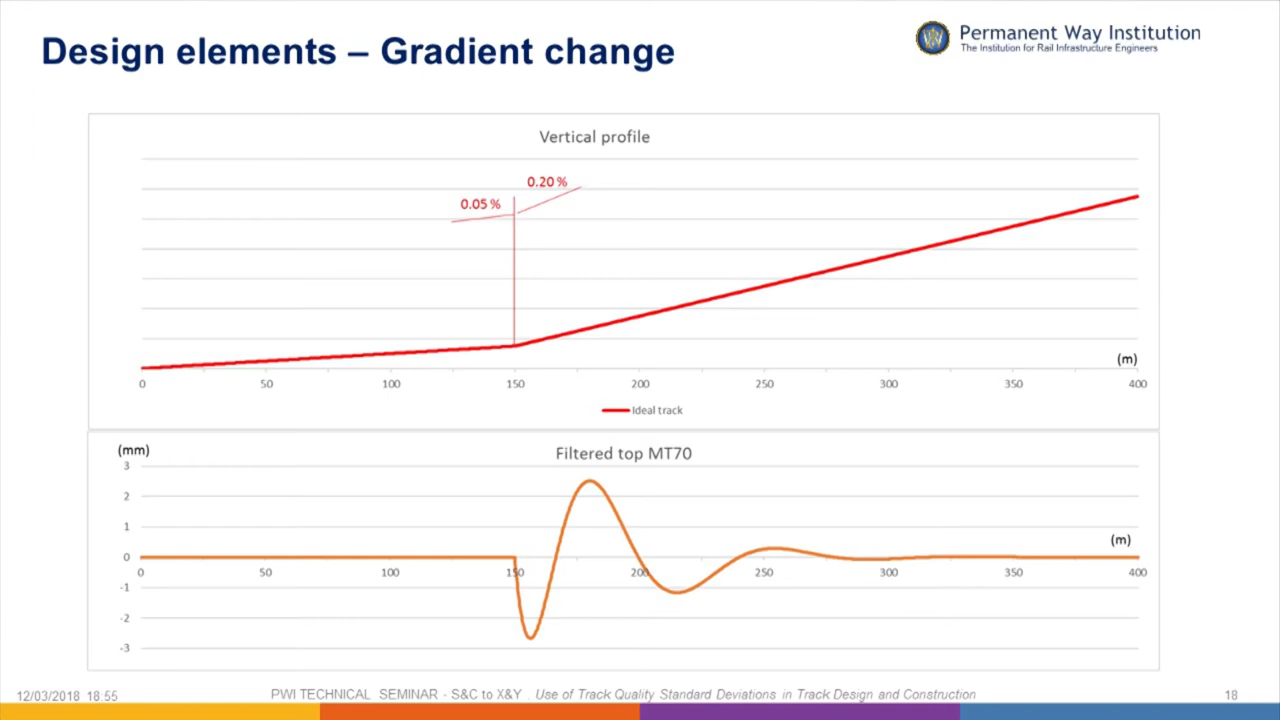 Design elements – Gradient change
Permanent Way Institution
The Institution for Rail Infrastructure Engineers
Vertical profile
0.20 %
0.05 %
(m)
0 50 100 150 200 250 300 350 400
Ideal track
(mm)
Filtered top MT70
3
2
1
(m)
0
0 50 100 150 200 250 300 350 400
-1
-2
-3
12/03/2018 18:55
PWI TECHNICAL SEMINAR - S&C to X&Y . Use of Track Quality Standard Deviations in Track Design and Construction
18